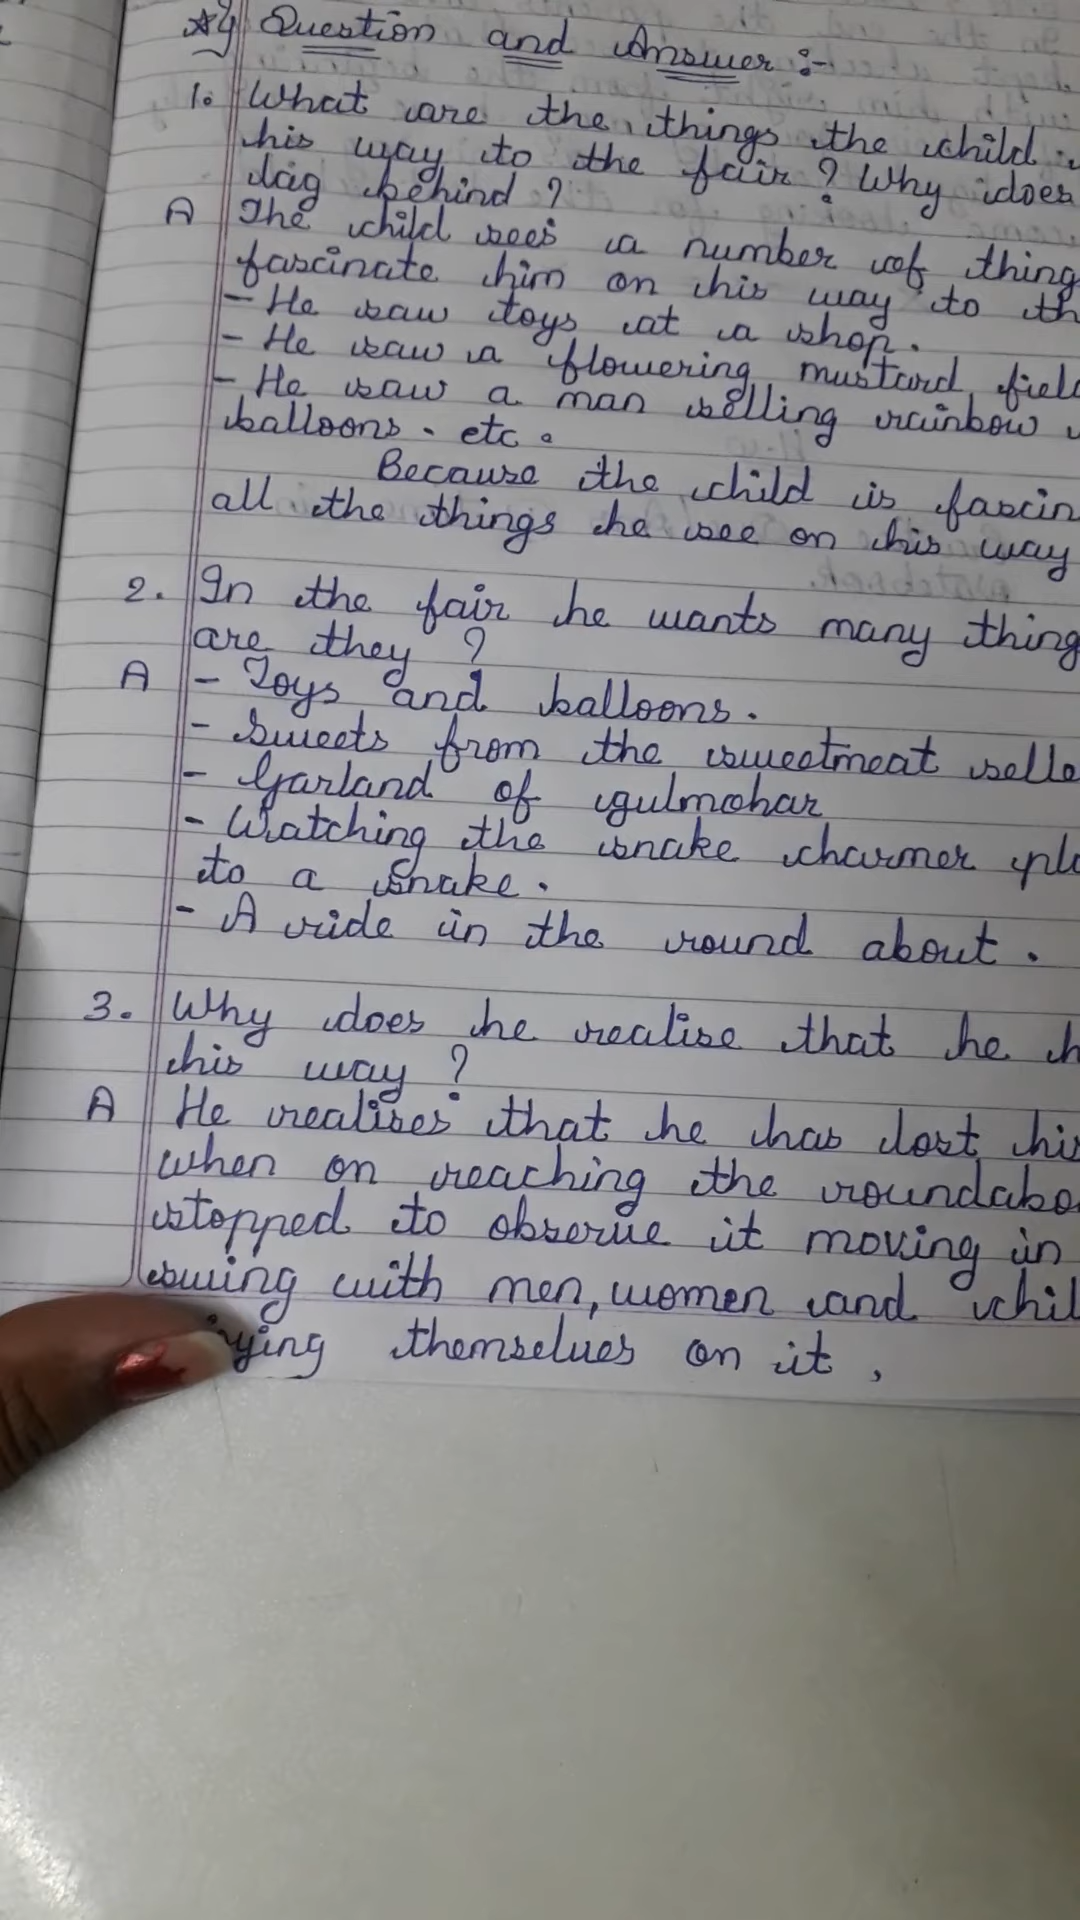 Question and Answer :-
1. What are the things the child
his way to the fair? Why does
lag behind?
A The child sees a number of thing
fascinate him on his way to th
- He saw toys at a shop.
- He saw a flowering mustard field
- He saw a man selling rainbow
balloons. etc.
Because the child is fascin
all the things he see on his way
2. In the fair he wants many thing
are they?
A - Toys and balloons.
- Sweets from the sweetmeat selle
- Garland of gulmohar
- Watching the snake charmer pla
to a snake.
- A ride in the round about.
3. Why does he realise that he h
his way?
A He realises that he has lost his
when on reaching the roundabo
stopped to observe it moving in
swing with men, women and chil
ying themselves on it,